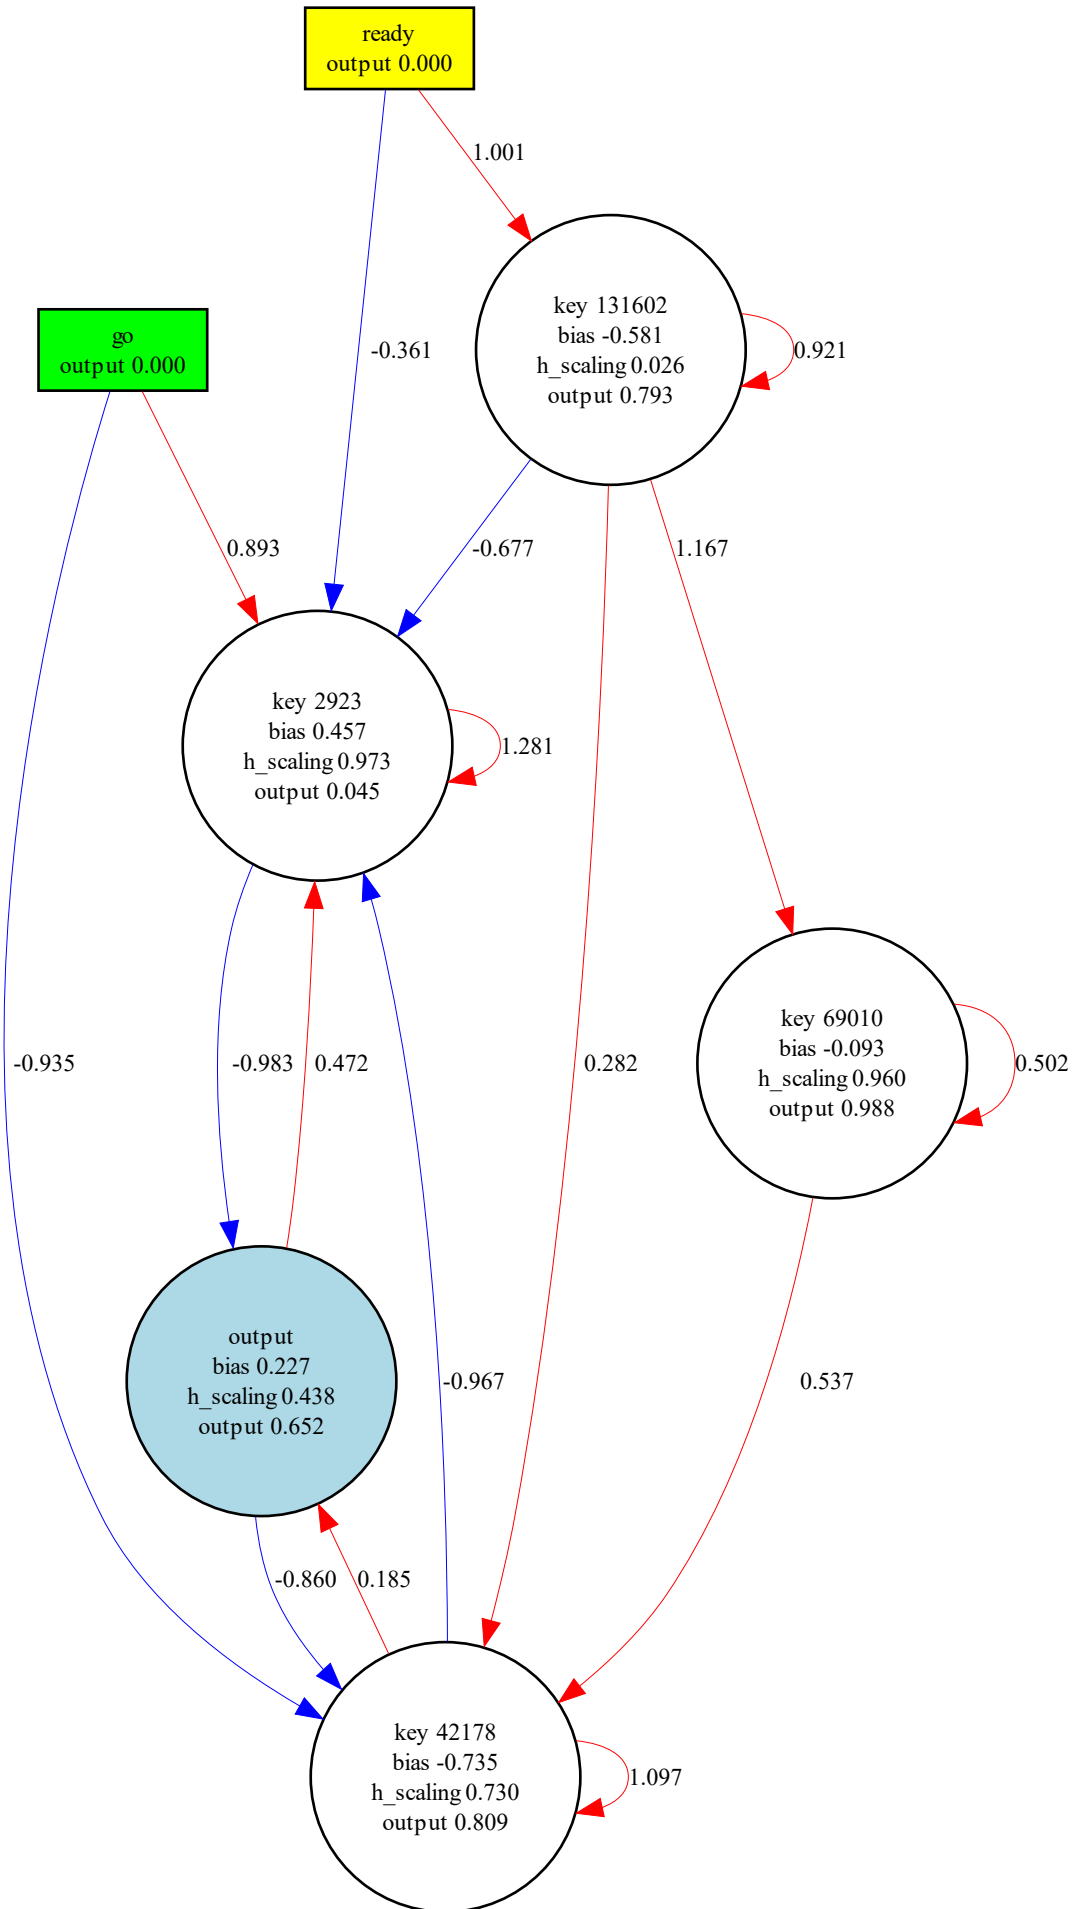 ready
output 0.000
1.001
key 131602
bias -0.581
h_scaling 0.026
output 0.793
0.921
go
output 0.000
-0.361
0.893
-0.677
1.167
key 2923
bias 0.457
h_scaling 0.973
output 0.045
1.281
key 69010
bias -0.093
h_scaling 0.960
output 0.988
0.502
-0.935
-0.983
0.472
0.282
output
bias 0.227
h_scaling 0.438
output 0.652
-0.967
0.537
-0.860
0.185
key 42178
bias -0.735
h_scaling 0.730
output 0.809
1.097